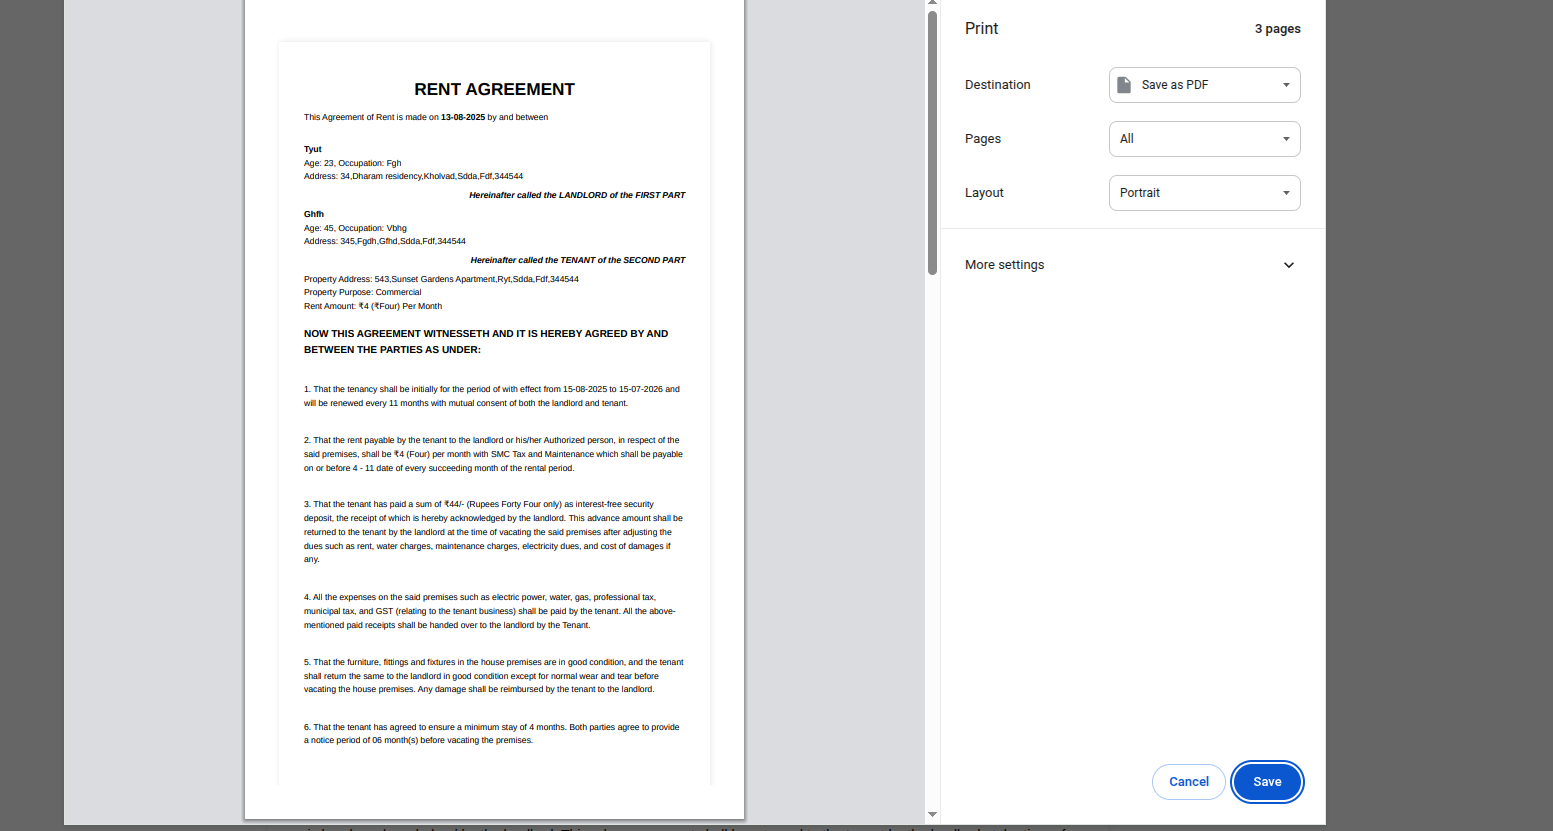 RENT AGREEMENT
This Agreement of Rent is made on 13-08-2025 by and between
Tyut
Age: 23, Occupation: Fgh
Address: 34,Dharam residency,Kholvad,Sdda,Fdf,344544
Hereinafter called the LANDLORD of the FIRST PART
Ghfh
Age: 45, Occupation: Vbhg
Address: 345,Fgdh,Gfhd,Sdda,Fdf,344544
Hereinafter called the TENANT of the SECOND PART
Property Address: 543,Sunset Gardens Apartment,Ryt,Sdda,Fdf,344544
Property Purpose: Commercial
Rent Amount: ₹4 (₹Four) Per Month
NOW THIS AGREEMENT WITNESSETH AND IT IS HEREBY AGREED BY AND
BETWEEN THE PARTIES AS UNDER:
1. That the tenancy shall be initially for the period of with effect from 15-08-2025 to 15-07-2026 and
will be renewed every 11 months with mutual consent of both the landlord and tenant.
2. That the rent payable by the tenant to the landlord or his/her Authorized person, in respect of the
said premises, shall be ₹4 (Four) per month with SMC Tax and Maintenance which shall be payable
on or before 4 - 11 date of every succeeding month of the rental period.
3. That the tenant has paid a sum of ₹44/- (Rupees Forty Four only) as interest-free security
deposit, the receipt of which is hereby acknowledged by the landlord. This advance amount shall be
returned to the tenant by the landlord at the time of vacating the said premises after adjusting the
dues such as rent, water charges, maintenance charges, electricity dues, and cost of damages if
any.
4. All the expenses on the said premises such as electric power, water, gas, professional tax,
municipal tax, and GST (relating to the tenant business) shall be paid by the tenant. All the above-
mentioned paid receipts shall be handed over to the landlord by the Tenant.
5. That the furniture, fittings and fixtures in the house premises are in good condition, and the tenant
shall return the same to the landlord in good condition except for normal wear and tear before
vacating the house premises. Any damage shall be reimbursed by the tenant to the landlord.
6. That the tenant has agreed to ensure a minimum stay of 4 months. Both parties agree to provide
a notice period of 06 month(s) before vacating the premises.
Print
3 pages
Destination
Save as PDF
Pages
All
Layout
Portrait
More settings
Cancel
Save